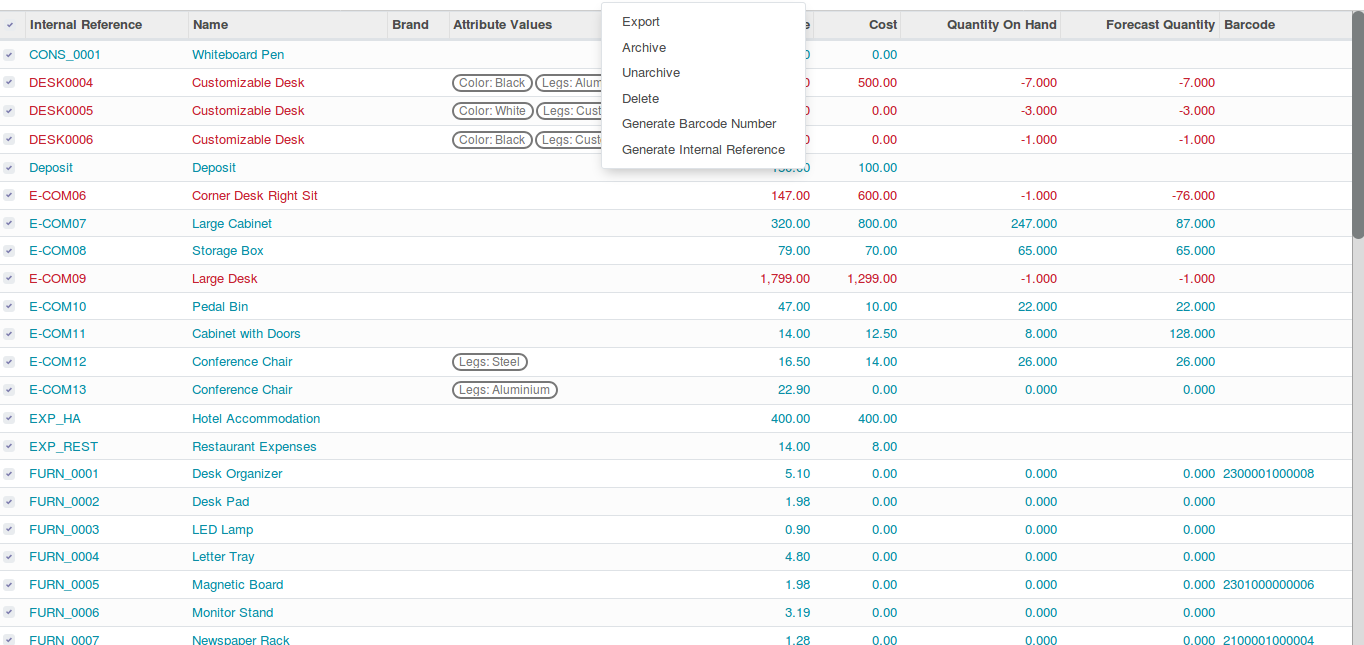 Internal Reference Name Brand Attribute Values e Cost Quantity On Hand Forecast Quantity Barcode
Export
Archive
Unarchive
Delete
Generate Barcode Number
Generate Internal Reference
CONS_0001 Whiteboard Pen 0 0.00
DESK0004 Customizable Desk Color: Black Legs: Alum 0 500.00 -7.000 -7.000
DESK0005 Customizable Desk Color: White Legs: Cust 0 0.00 -3.000 -3.000
DESK0006 Customizable Desk Color: Black Legs: Cust 0 0.00 -1.000 -1.000
Deposit Deposit 100.00
E-COM06 Corner Desk Right Sit 147.00 600.00 -1.000 -76.000
E-COM07 Large Cabinet 320.00 800.00 247.000 87.000
E-COM08 Storage Box 79.00 70.00 65.000 65.000
E-COM09 Large Desk 1,799.00 1,299.00 -1.000 -1.000
E-COM10 Pedal Bin 47.00 10.00 22.000 22.000
E-COM11 Cabinet with Doors 14.00 12.50 8.000 128.000
E-COM12 Conference Chair Legs: Steel 16.50 14.00 26.000 26.000
E-COM13 Conference Chair Legs: Aluminium 22.90 0.00 0.000 0.000
EXP_HA Hotel Accommodation 400.00 400.00
EXP_REST Restaurant Expenses 14.00 8.00
FURN_0001 Desk Organizer 5.10 0.00 0.000 0.000 2300001000008
FURN_0002 Desk Pad 1.98 0.00 0.000 0.000
FURN_0003 LED Lamp 0.90 0.00 0.000 0.000
FURN_0004 Letter Tray 4.80 0.00 0.000 0.000
FURN_0005 Magnetic Board 1.98 0.00 0.000 0.000 2301000000006
FURN_0006 Monitor Stand 3.19 0.00 0.000 0.000
FURN_0007 Newspaper Rack 1.28 0.00 0.000 0.000 2100001000004